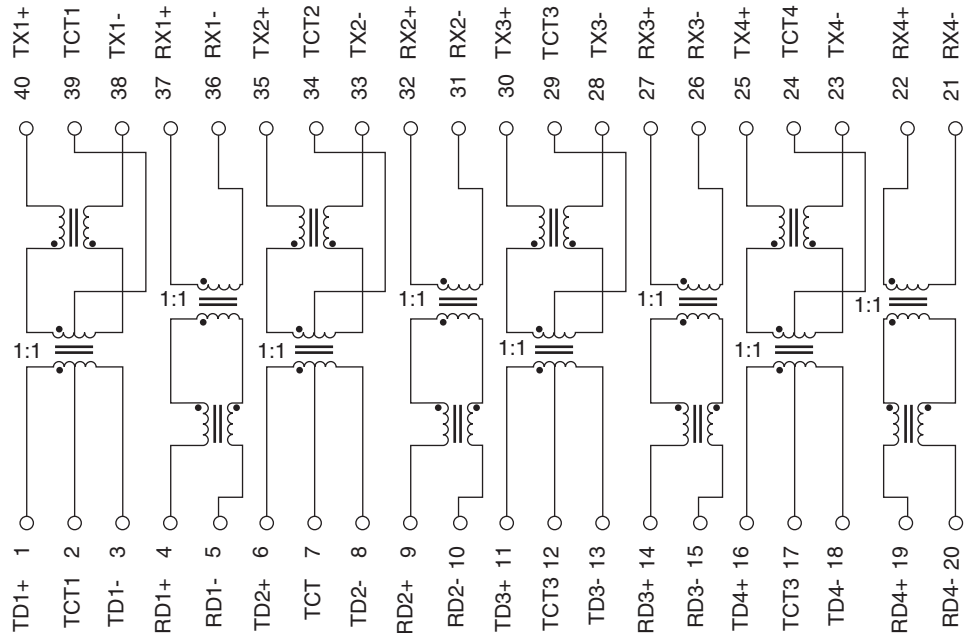 TX1+ TCT1 TX1- RX1+ RX1- TX2+ TCT2 TX2- RX2+ RX2- TX3+ TCT3 TX3- RX3+ RX3- TX4+ TCT4 TX4- RX4+ RX4-
40 39 38 37 36 35 34 33 32 31 30 29 28 27 26 25 24 23 22 21
1:1 1:1 1:1 1:1
1:1 1:1 1:1 1:1
1 2 3 4 5 6 7 8 9 10 11 12 13 14 15 16 17 18 19 20
TD1+ TCT1 TD1- RD1+ RD1- TD2+ TCT TD2- RD2+ RD2- TD3+ TCT3 TD3- RD3+ RD3- TD4+ TCT3 TD4- RD4+ RD4-